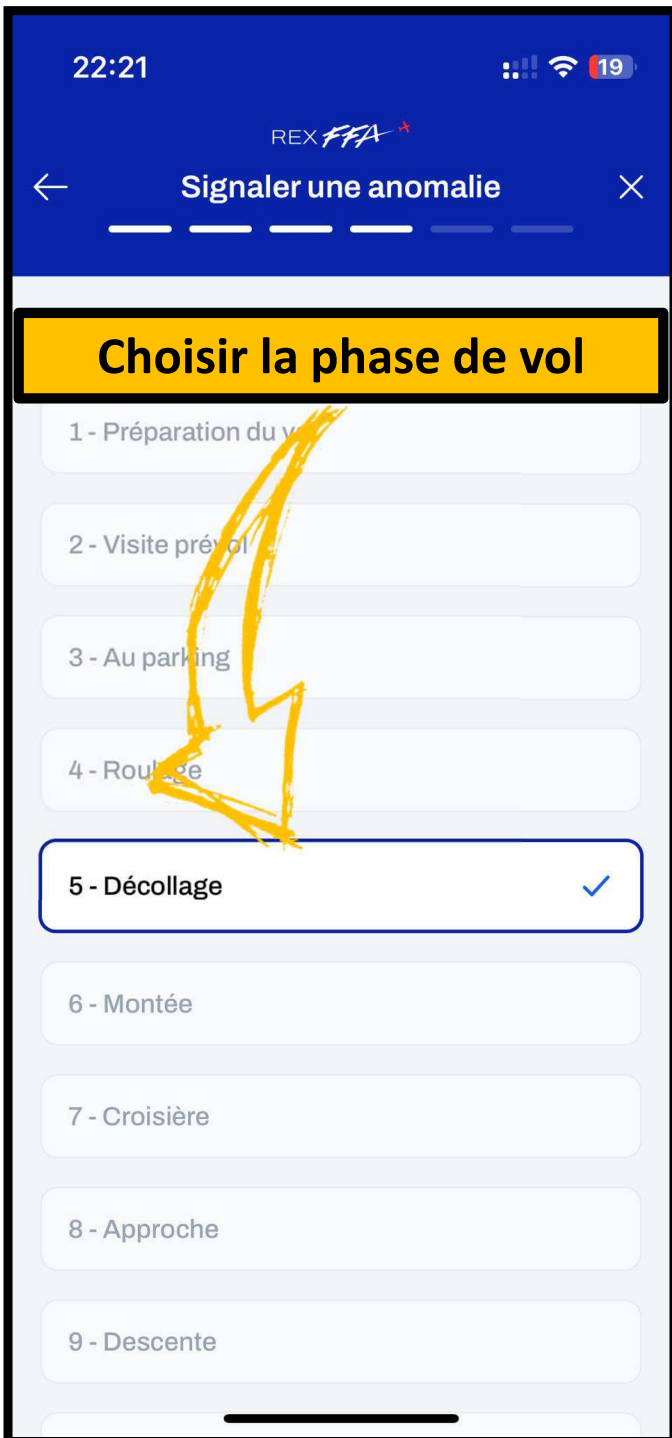 22:21
19
REX FFA
Signaler une anomalie
Choisir la phase de vol
1 - Préparation du
2 - Visite prévol
3 - Au parking
4 - Roulage
5 - Décollage
6 - Montée
7 - Croisière
8 - Approche
9 - Descente